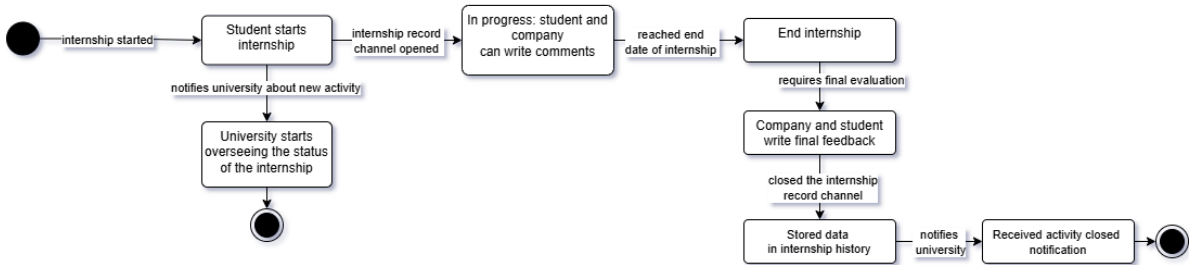 internship started
Student starts
internship
internship record
channel opened
In progress: student and
company
can write comments
reached end
date of internship
End internship
notifies university about new activity
requires final evaluation
University starts
overseeing the status
of the internship
Company and student
write final feedback
closed the internship
record channel
Stored data
in internship history
notifies
university
Received activity closed
notification